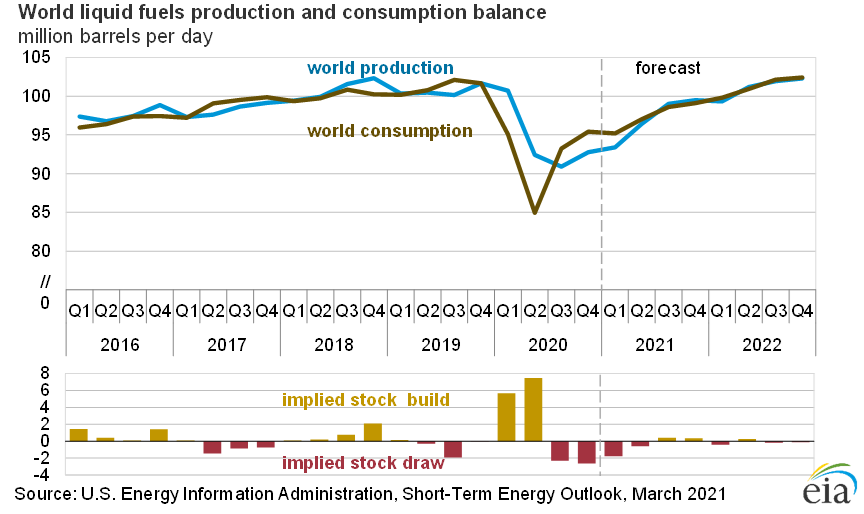 World liquid fuels production and consumption balance
million barrels per day
105
100
95
90
85
80
//
0
world production
world consumption
forecast
Q1 Q2 Q3 Q4 Q1 Q2 Q3 Q4 Q1 Q2 Q3 Q4 Q1 Q2 Q3 Q4 Q1 Q2 Q3 Q4 Q1 Q2 Q3 Q4 Q1 Q2 Q3 Q4
2016 2017 2018 2019 2020 2021 2022
8
6
4
2
0
-2
-4
implied stock build
implied stock draw
Source: U.S. Energy Information Administration, Short-Term Energy Outlook, March 2021
eia